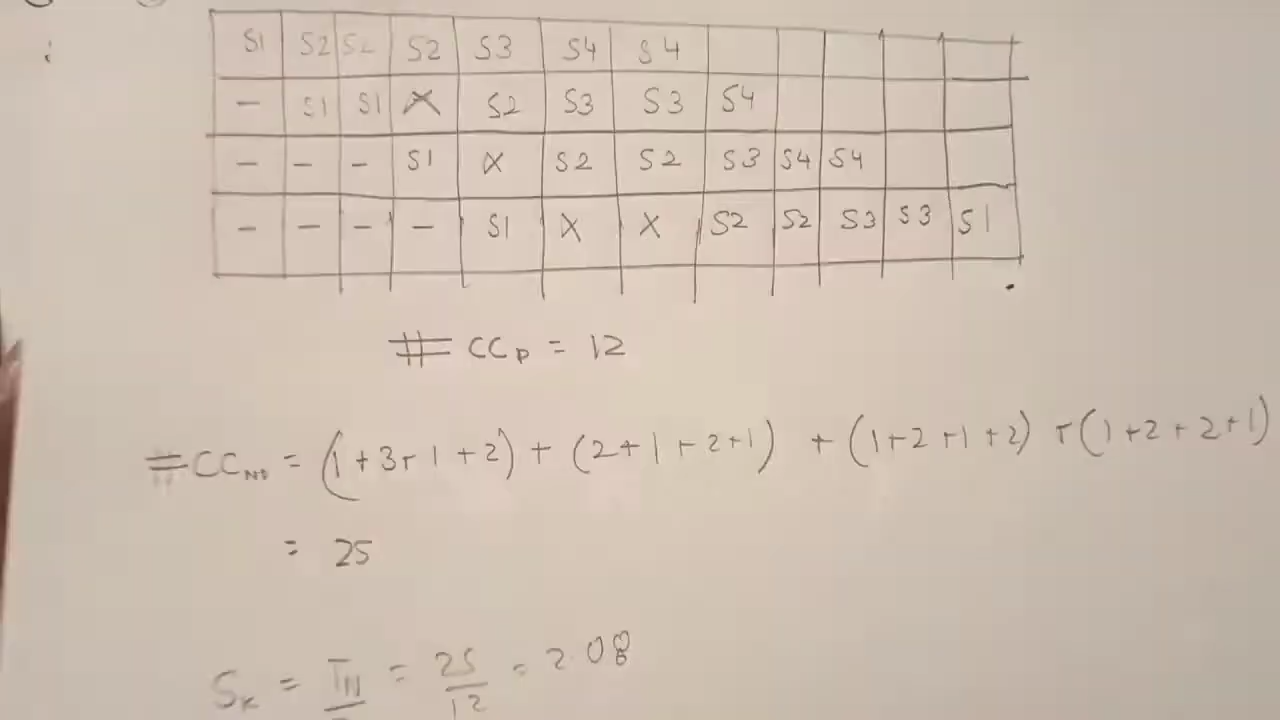 S1 S2 S2 S2 S3 S4 S4
- S1 S1 X S2 S3 S3 S4
- - - S1 X S2 S2 S3 S4 S4
- - - - S1 X X S2 S2 S3 S3 S1
# CCP = 12
# CCNP = (1+3+1+2) + (2+1+2+1) + (1+2+1+2) + (1+2+2+1)
= 25
SK = TN = 25/12 = 2.08